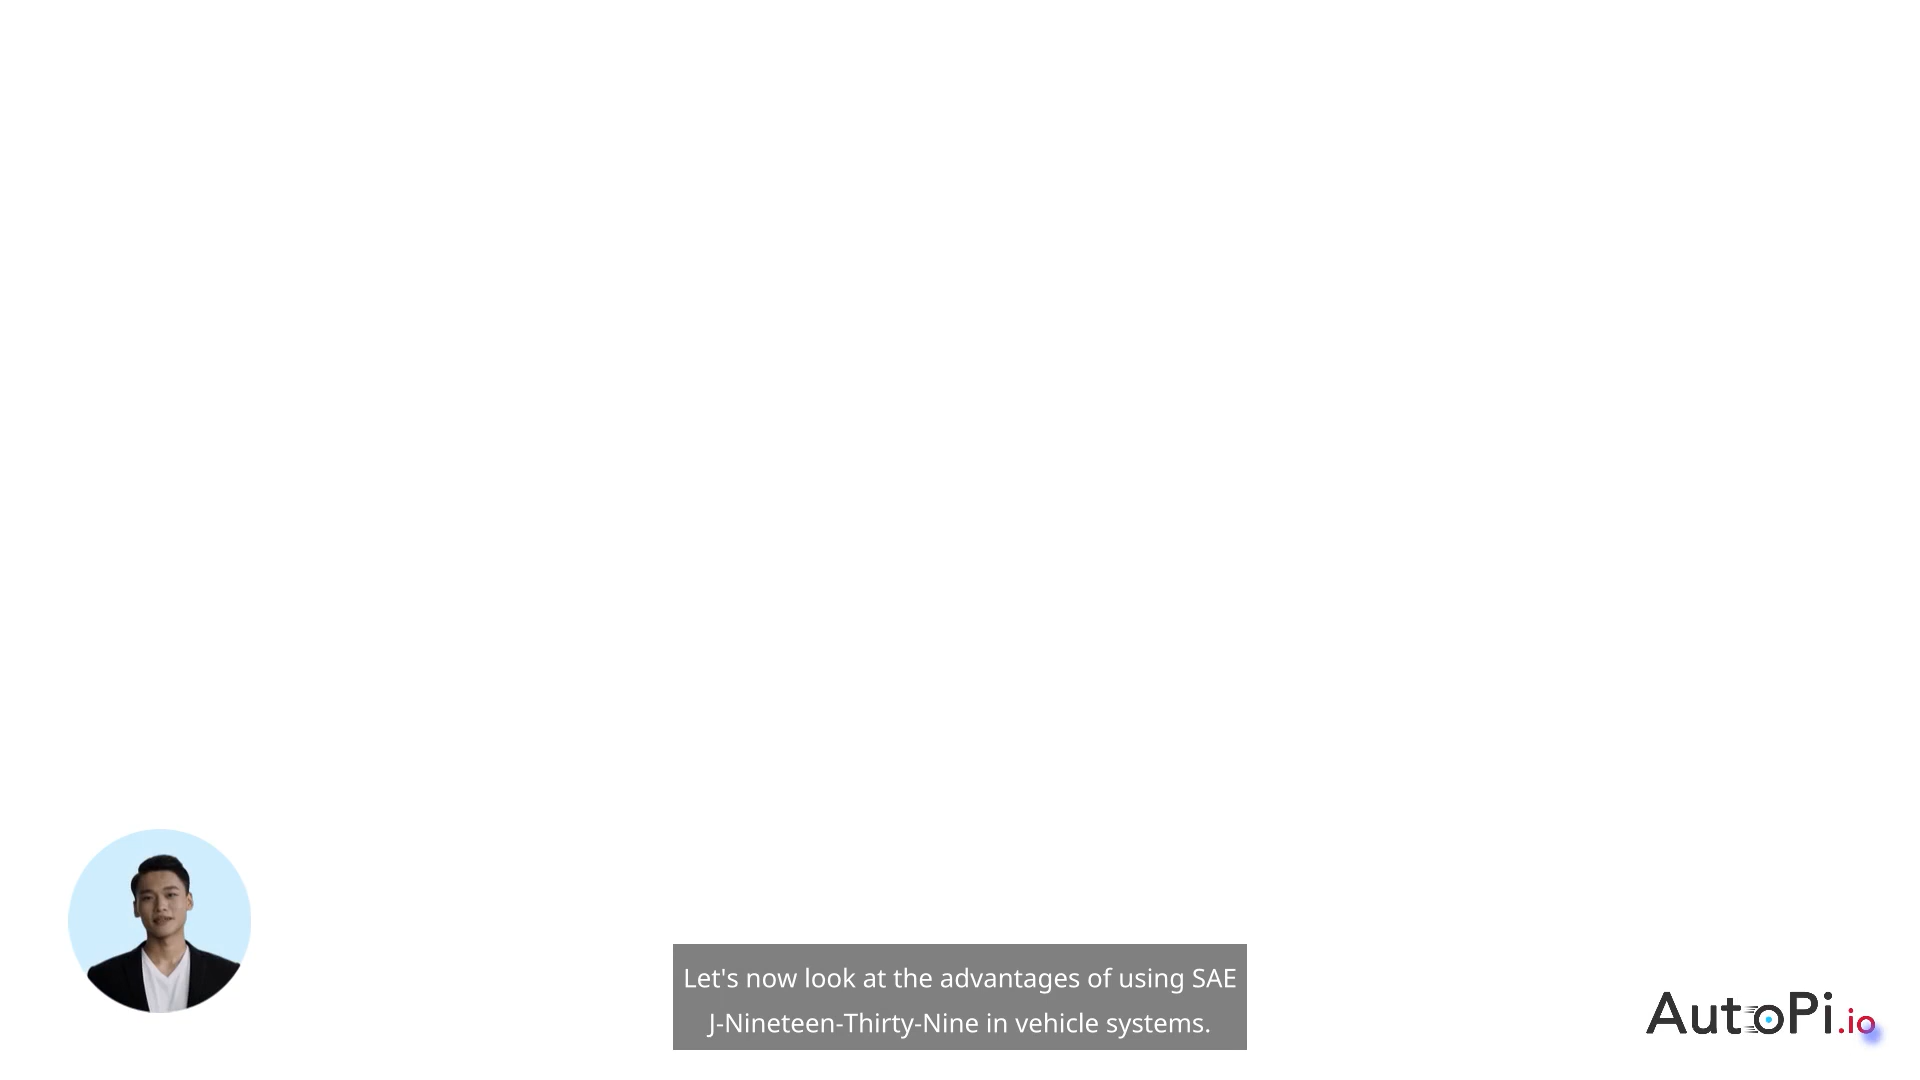 Let's now look at the advantages of using SAE
J-Nineteen-Thirty-Nine in vehicle systems.
AutoPi.io